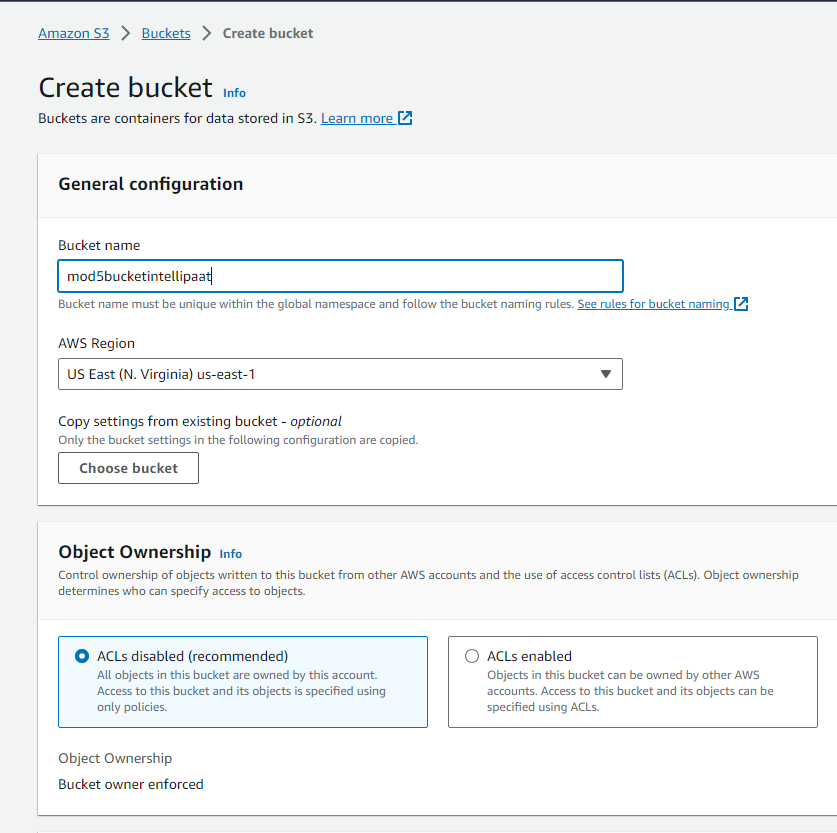 Amazon S3 > Buckets > Create bucket
Create bucket Info
Buckets are containers for data stored in S3. Learn more
General configuration
Bucket name
mod5bucketintellipaat
Bucket name must be unique within the global namespace and follow the bucket naming rules. See rules for bucket naming
AWS Region
US East (N. Virginia) us-east-1
Copy settings from existing bucket - optional
Only the bucket settings in the following configuration are copied.
Choose bucket
Object Ownership Info
Control ownership of objects written to this bucket from other AWS accounts and the use of access control lists (ACLs). Object ownership
determines who can specify access to objects.
ACLs disabled (recommended)
All objects in this bucket are owned by this account.
Access to this bucket and its objects is specified using
only policies.
ACLs enabled
Objects in this bucket can be owned by other AWS
accounts. Access to this bucket and its objects can be
specified using ACLs.
Object Ownership
Bucket owner enforced